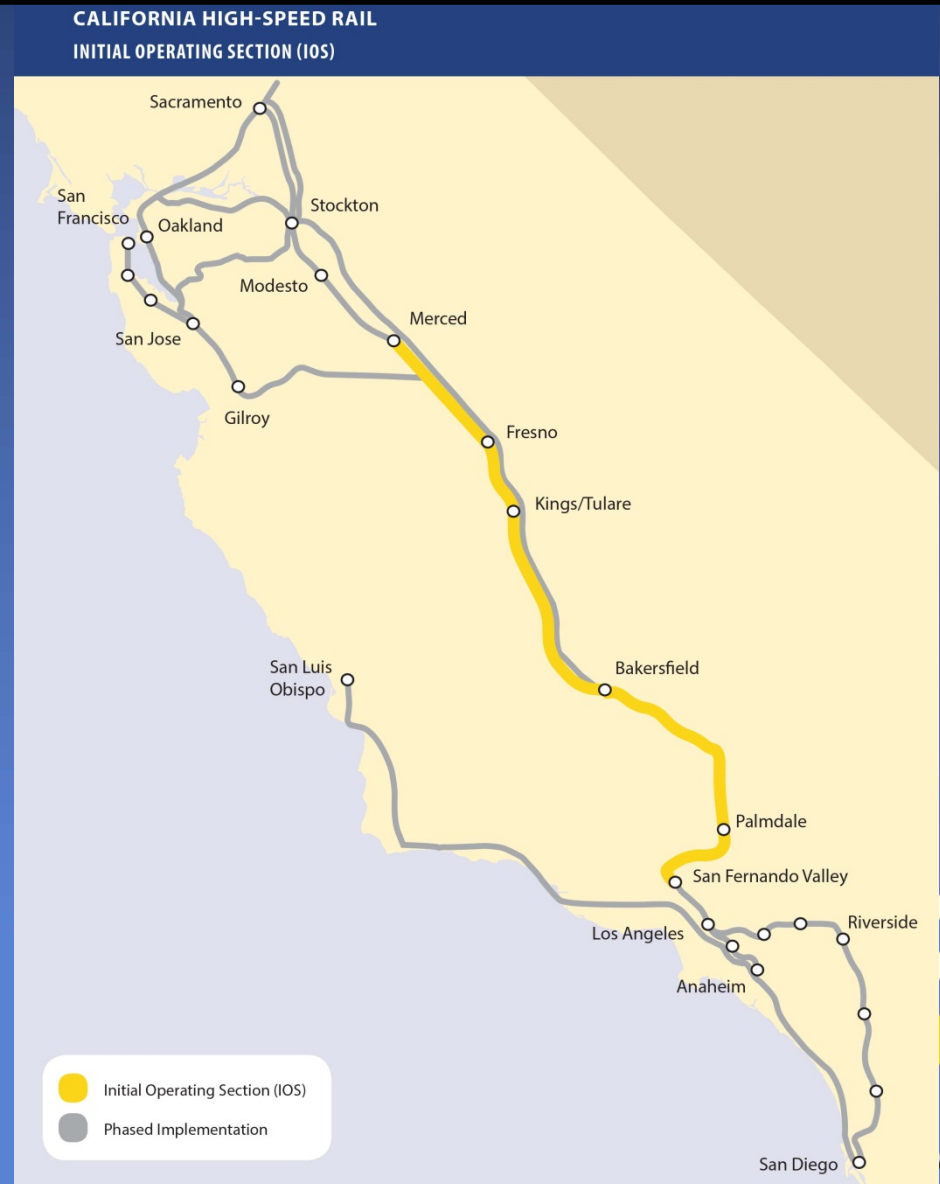 CALIFORNIA HIGH-SPEED RAIL
INITIAL OPERATING SECTION (IOS)
Sacramento
San
Francisco
Oakland
Stockton
Modesto
Merced
San Jose
Gilroy
Fresno
Kings/Tulare
San Luis
Obispo
Bakersfield
Palmdale
San Fernando Valley
Los Angeles
Riverside
Anaheim
San Diego
Initial Operating Section (IOS)
Phased Implementation